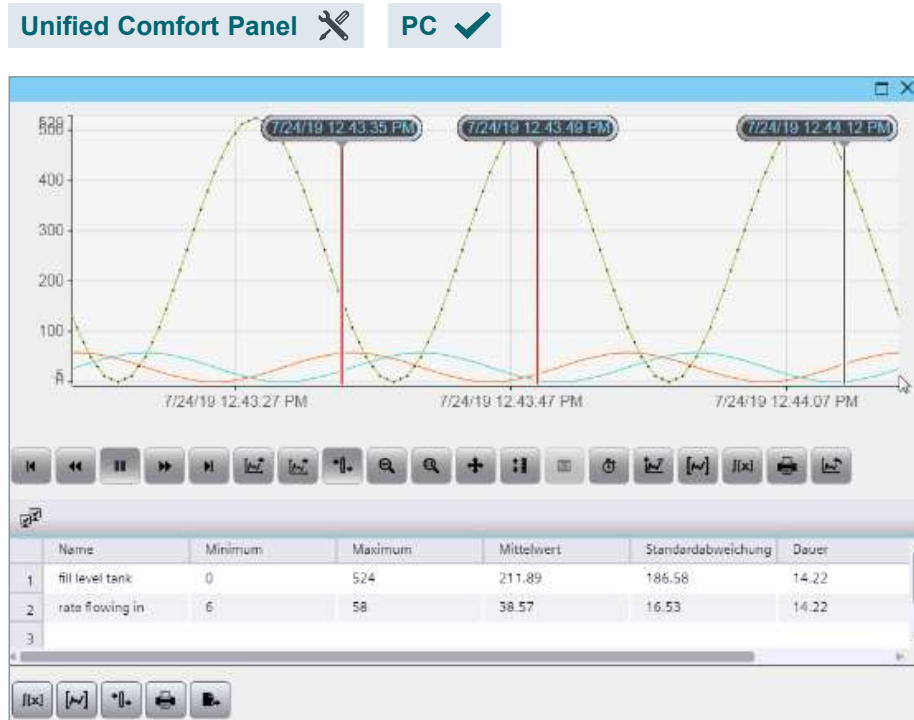 Unified Comfort Panel PC
7/24/19 12.43.35 PM 7/24/19 12.43.49 PM 7/24/19 12.44.12 PM
400
300
200
100
7/24/19 12.43.27 PM 7/24/19 12.43.47 PM 7/24/19 12.44.07 PM
Name Minimum Maximum Mittelwert Standardabweichung Dauer
1 fill level tank 0 524 211.89 186.58 14.22
2 rate flowing in 6 58 38.57 16.53 14.22
3